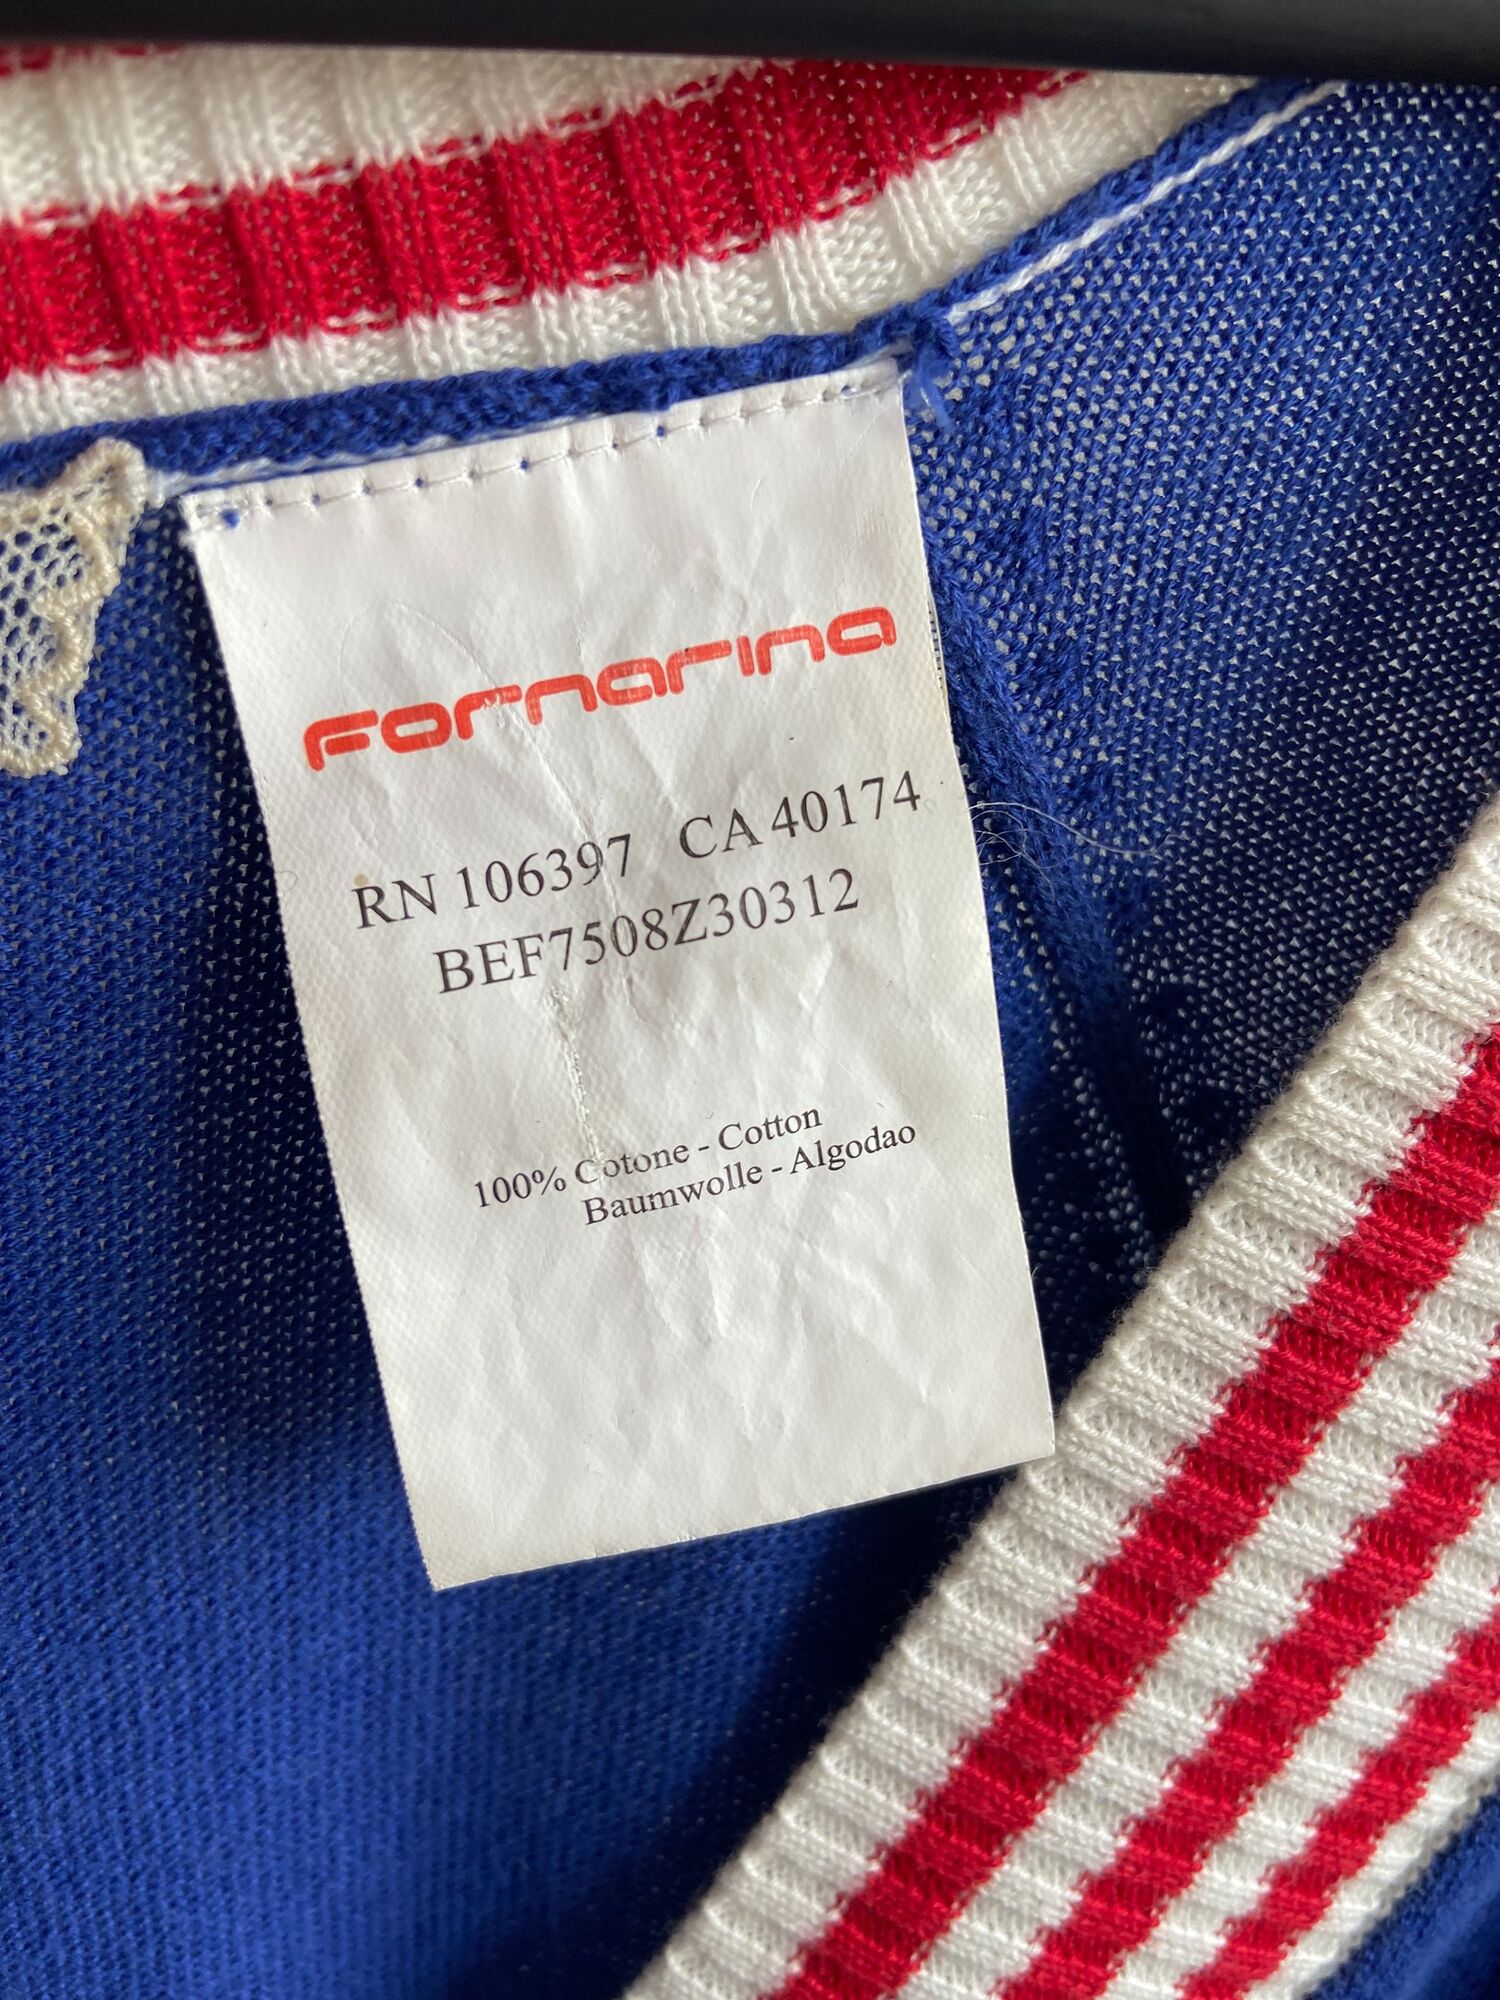 Fornarina
RN 106397 CA 40174
BEF7508Z30312
100% Cotone - Cotton
Baumwolle - Algodao